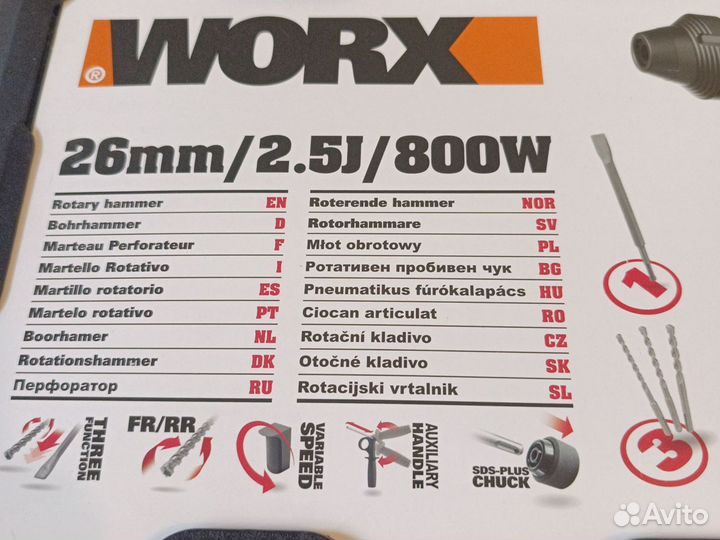 WORX
®
26mm/2.5J/800W
Rotary hammer EN
Bohrhammer D
Marteau Perforateur F
Martello Rotativo I
Martillo rotatorio ES
Martelo rotativo PT
Boorhamer NL
Rotationshammer DK
Перфоратор RU
Roterende hammer NOR
Rotorhammare SV
Młot obrotowy PL
Ротативен пробивен чук BG
Pneumatikus fúrókalapács HU
Ciocan articulat RO
Rotační kladivo CZ
Otočné kladivo SK
Rotacijski vrtalnik SL
1
3
THREE
FUNCTION
FR/RR
VARIABLE
SPEED
AUXILIARY
HANDLE
SDS-PLUS
CHUCK
Avito